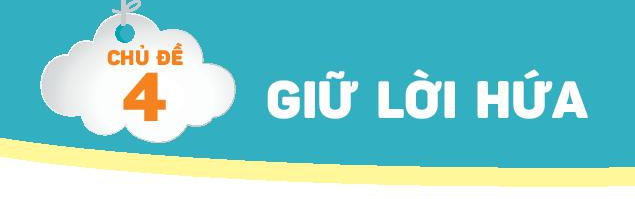 CHỦ ĐỀ
4
GIỮ LỜI HỨA